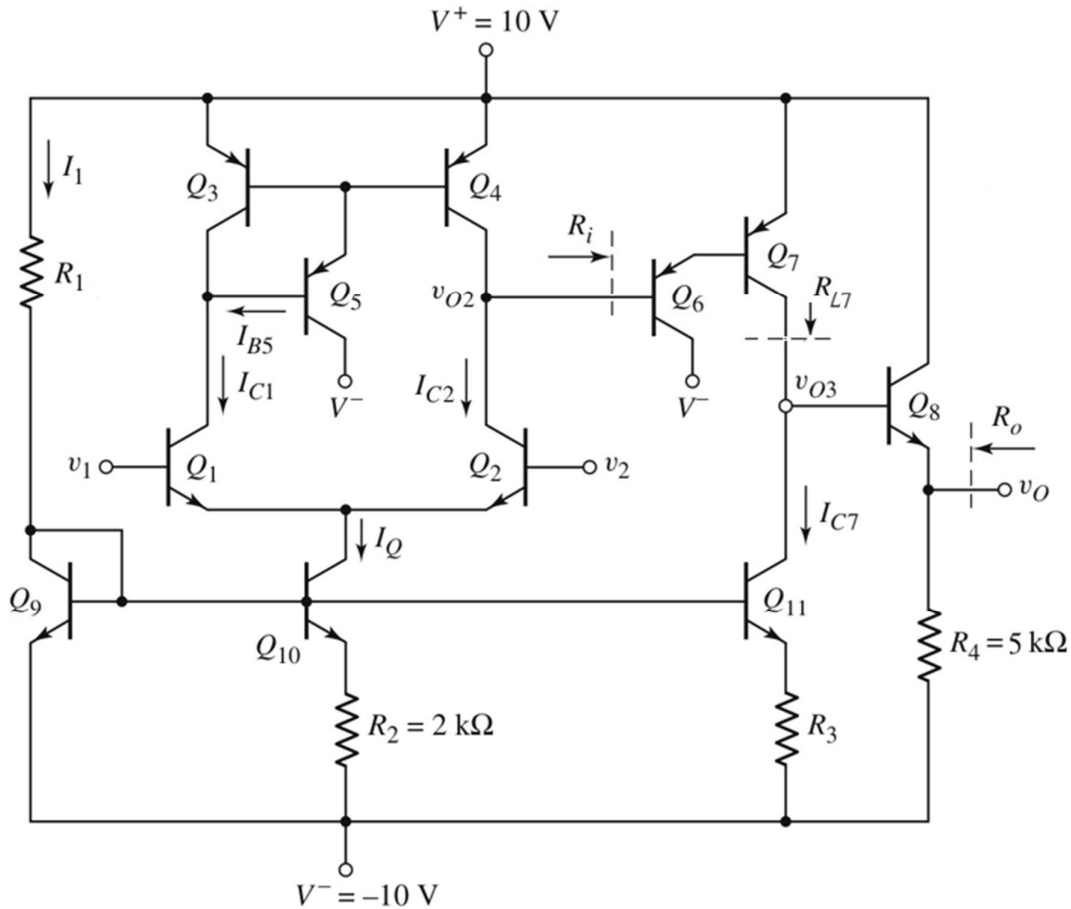 V⁺ = 10 V
I₁
Q₃
Q₄
R₁
Rᵢ
Q₇
Q₅
v_O2
Q₆
R_L7
I_B5
I_C1
V⁻
I_C2
V⁻
v_O3
Q₈
R_o
v₁
Q₁
Q₂
v₂
v_O
I_Q
I_C7
Q₉
Q₁₀
Q₁₁
R₄ = 5 kΩ
R₂ = 2 kΩ
R₃
V⁻ = –10 V